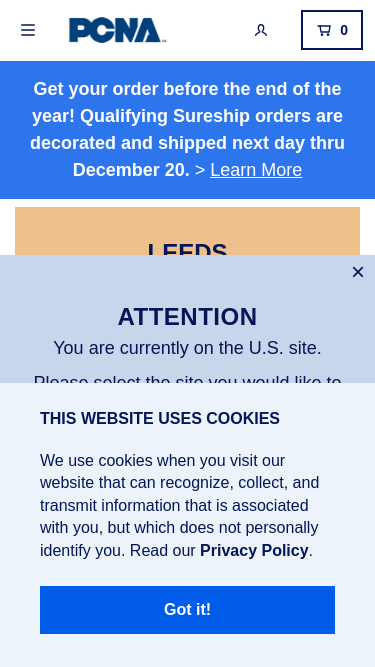 PCNA
0
Get your order before the end of the
year! Qualifying Sureship orders are
decorated and shipped next day thru
December 20. > Learn More
LEEDS
ATTENTION
You are currently on the U.S. site.
Please select the site you would like to
THIS WEBSITE USES COOKIES
We use cookies when you visit our
website that can recognize, collect, and
transmit information that is associated
with you, but which does not personally
identify you. Read our Privacy Policy.
Got it!